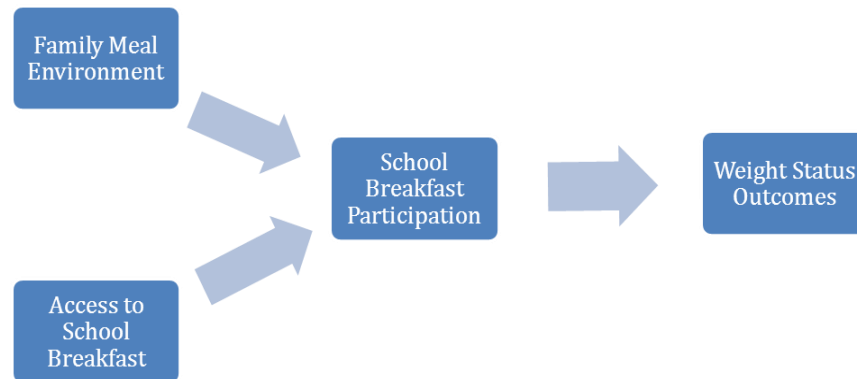 Family Meal
Environment
School
Breakfast
Participation
Weight Status
Outcomes
Access to
School
Breakfast